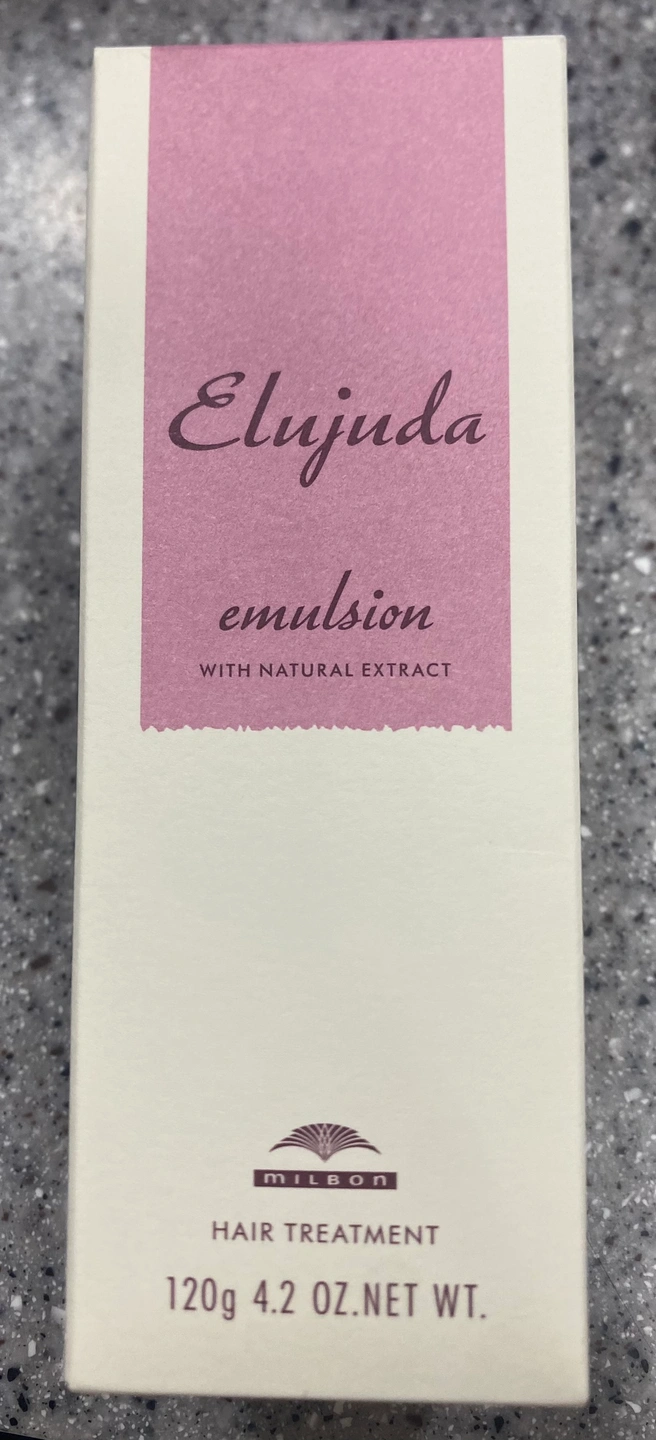 Elujuda
emulsion
WITH NATURAL EXTRACT
MILBON
HAIR TREATMENT
120g 4.2 OZ.NET WT.